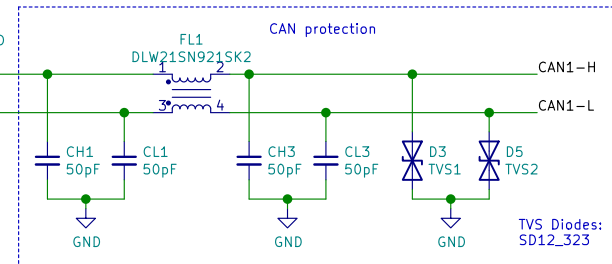 CAN protection
FL1
DLW21SN921SK2
1 2
3 4
CAN1-H
CAN1-L
CH1
50pF
CL1
50pF
CH3
50pF
CL3
50pF
D3
TVS1
D5
TVS2
GND
GND
GND
TVS Diodes:
SD12_323